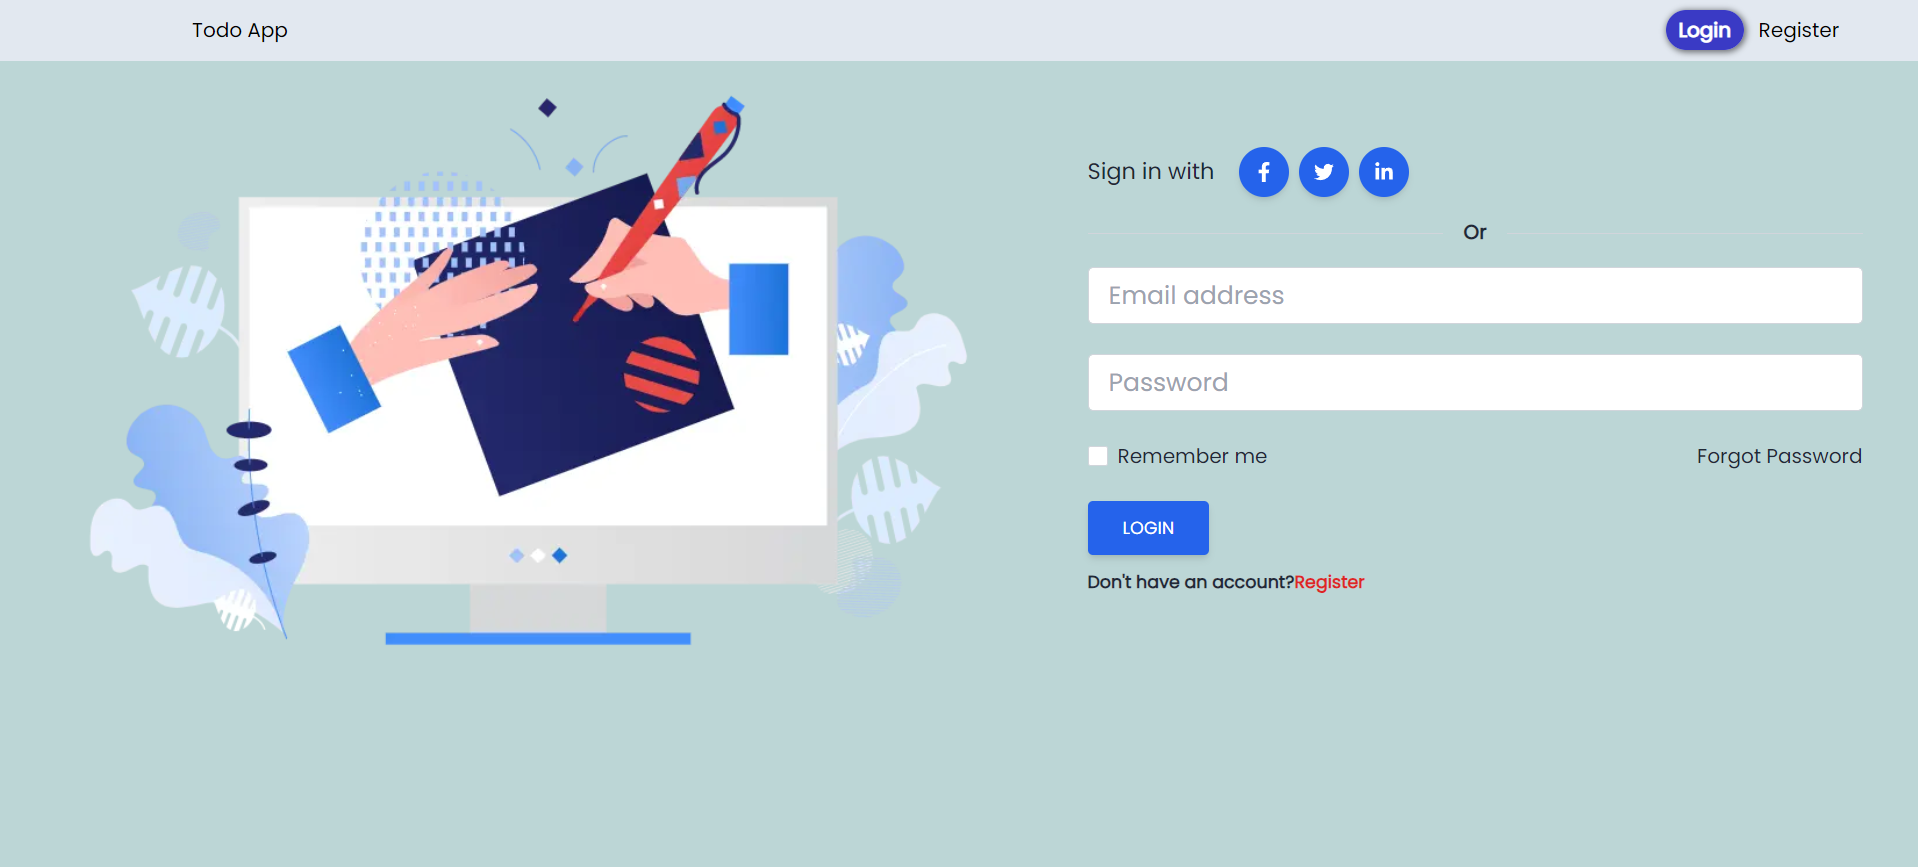 Todo App
Login Register
Sign in with
Or
Email address
Password
Remember me Forgot Password
LOGIN
Don't have an account?Register